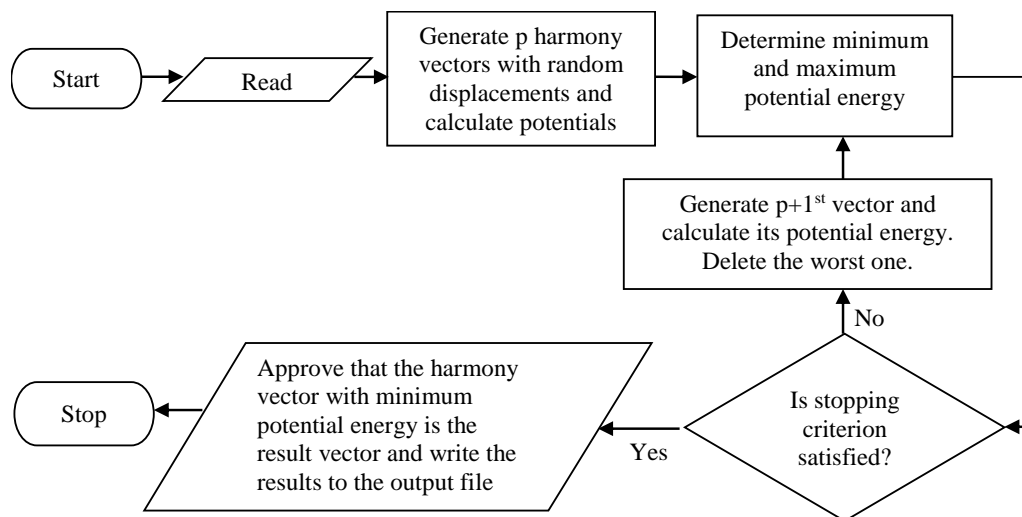 Start
Read
Generate p harmony
vectors with random
displacements and
calculate potentials
Determine minimum
and maximum
potential energy
Generate p+1st vector and
calculate its potential energy.
Delete the worst one.
No
Is stopping
criterion
satisfied?
Yes
Approve that the harmony
vector with minimum
potential energy is the
result vector and write the
results to the output file
Stop